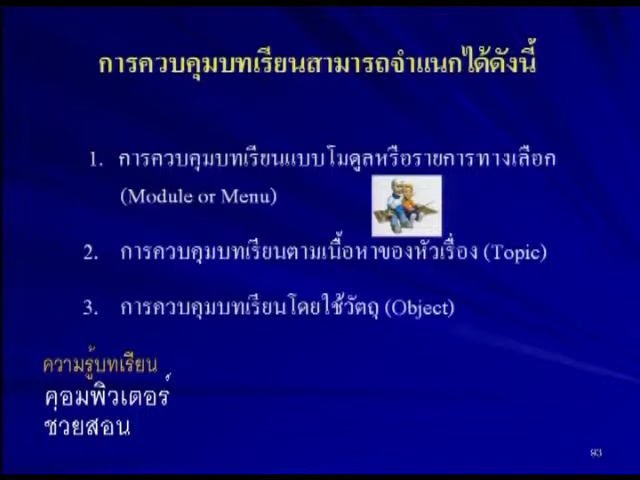 การควบคุมบทเรียนสามารถจำแนกได้ดังนี้
1. การควบคุมบทเรียนแบบโมดูลหรือรายการทางเลือก
(Module or Menu)
2. การควบคุมบทเรียนตามเนื้อหาของหัวเรื่อง (Topic)
3. การควบคุมบทเรียนโดยใช้วัตถุ (Object)
ความรู้บทเรียน
คอมพิวเตอร์
ช่วยสอน
93